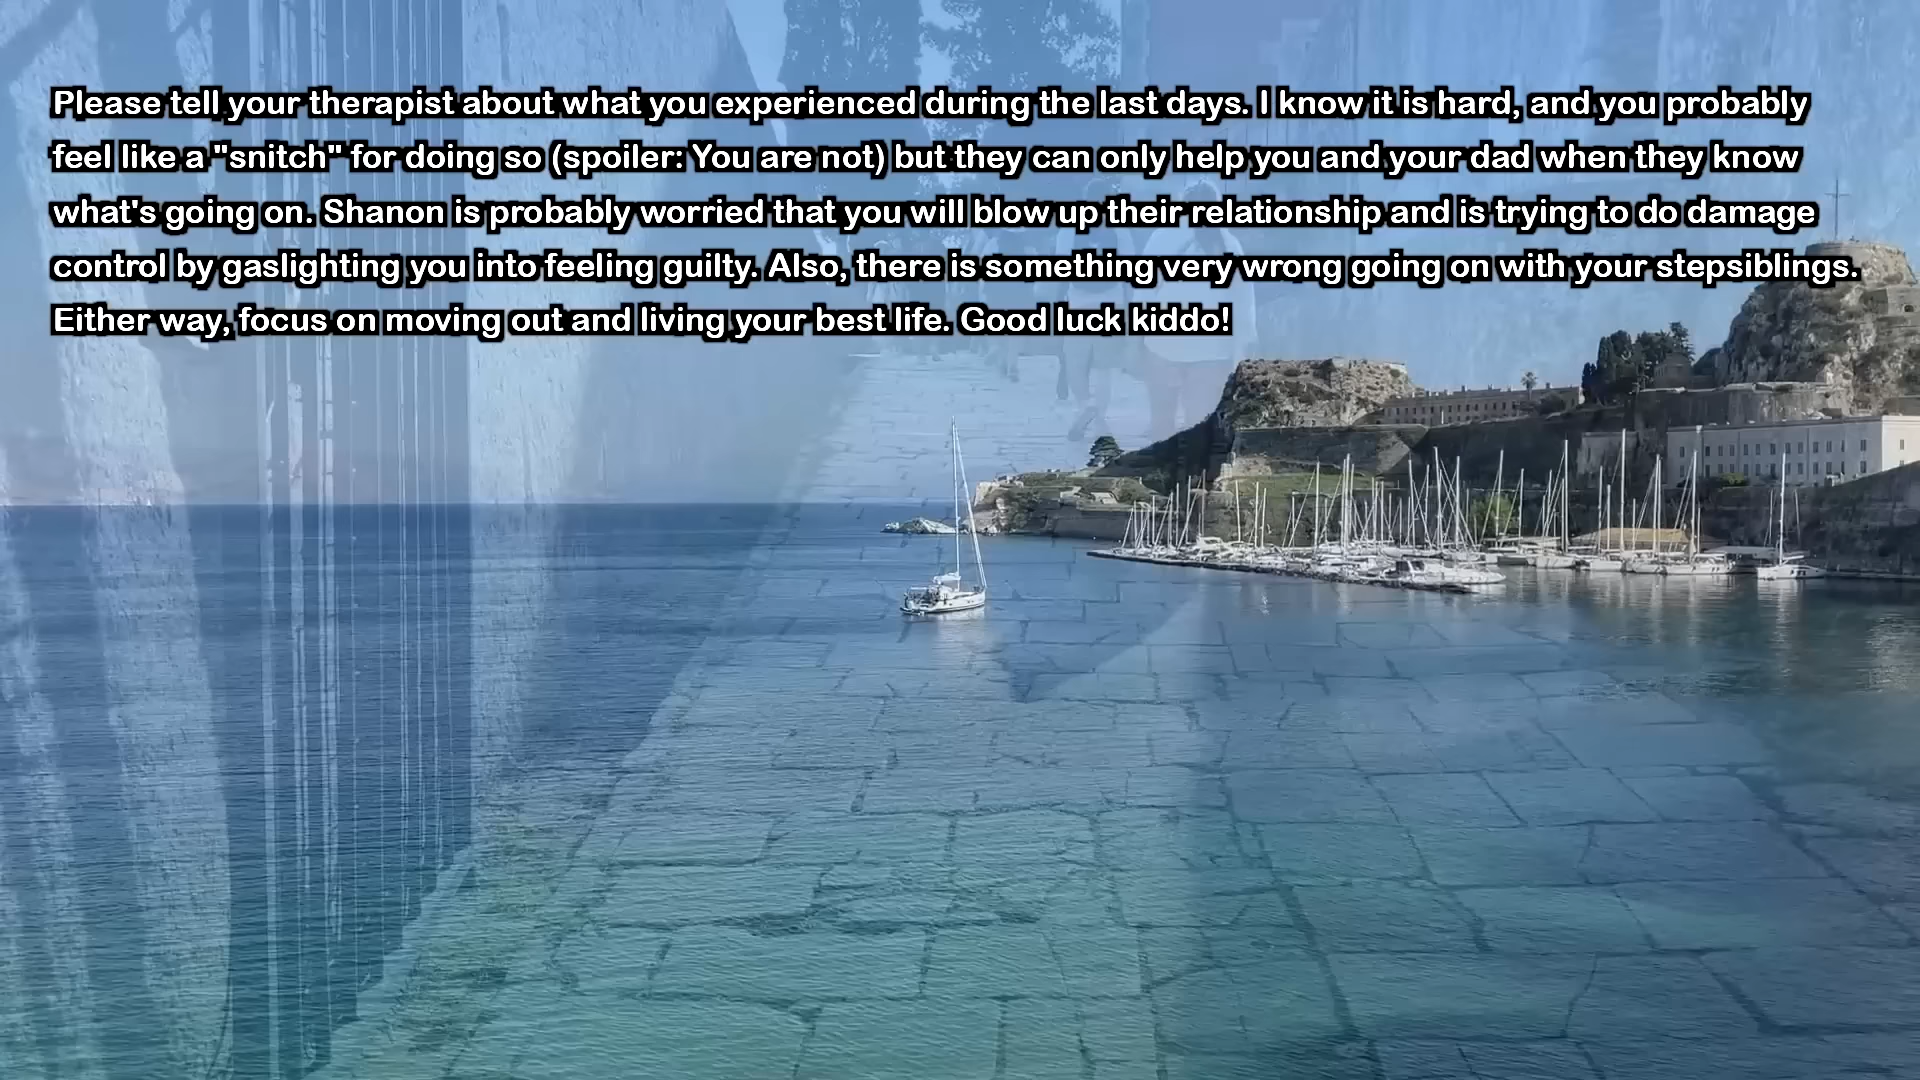 Please tell your therapist about what you experienced during the last days. I know it is hard, and you probably
feel like a "snitch" for doing so (spoiler: You are not) but they can only help you and your dad when they know
what's going on. Shanon is probably worried that you will blow up their relationship and is trying to do damage
control by gaslighting you into feeling guilty. Also, there is something very wrong going on with your stepsiblings.
Either way, focus on moving out and living your best life. Good luck kiddo!